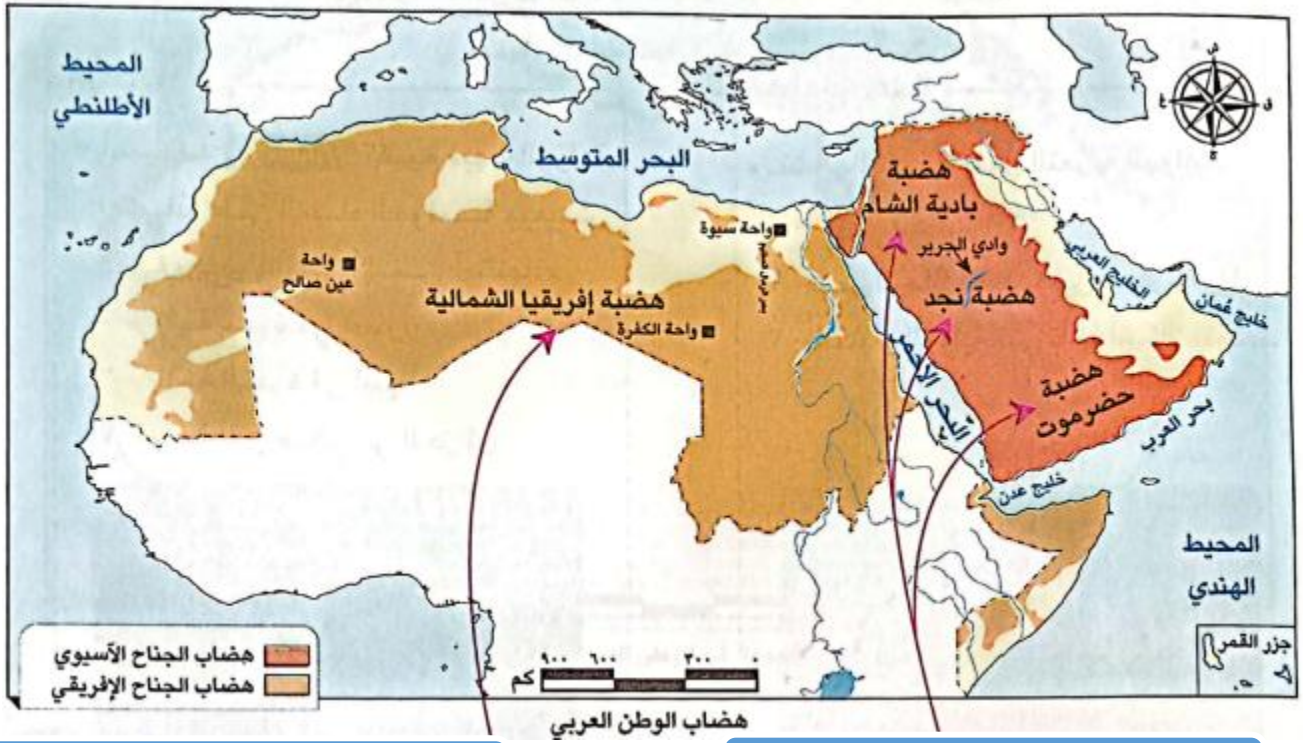 المحيط
الأطلنطي
البحر المتوسط
هضبة
بادية الشام
وادي الجرير
هضبة نجد
هضبة
حضرموت
الخليج العربي
خليج عُمان
بحر العرب
خليج عدن
البحر الأحمر
واحة سيوة
واحة
عين صالح
هضبة إفريقيا الشمالية
واحة الكفرة
المحيط
الهندي
جزر القمر
ش
ق
ج
غ
هضاب الجناح الآسيوي
هضاب الجناح الإفريقي
٩٠٠ ٦٠٠ ٣٠٠ ٠
كم
هضاب الوطن العربي